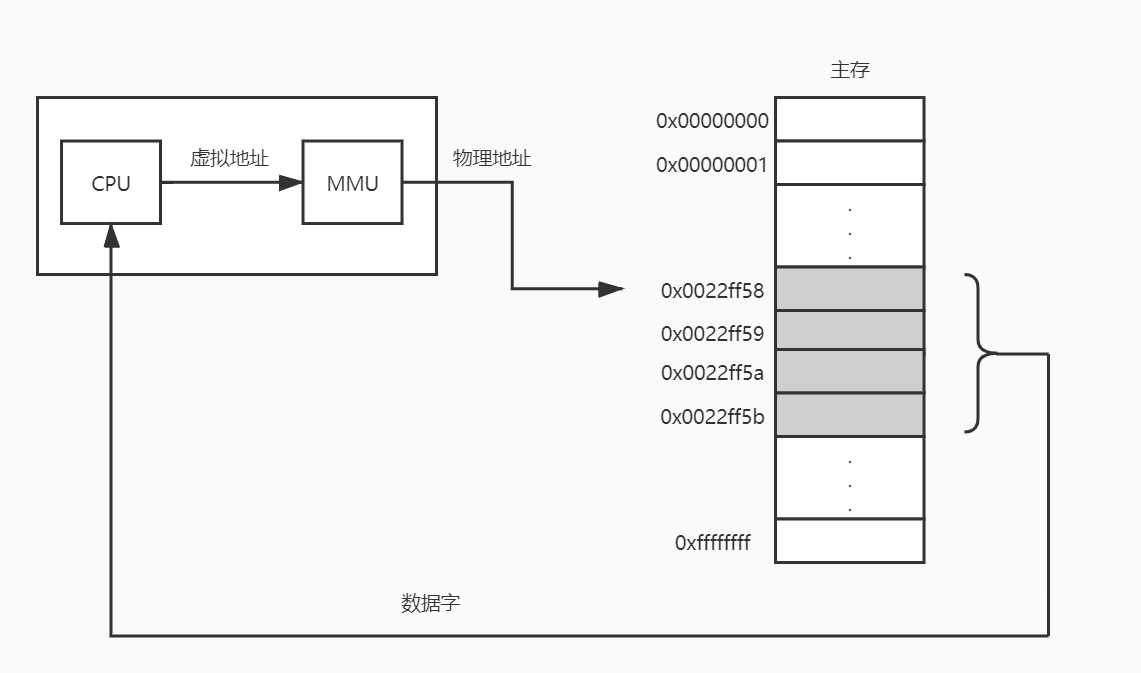 主存
0x00000000
虚拟地址
物理地址
0x00000001
CPU
MMU
.
.
.
0x0022ff58
0x0022ff59
0x0022ff5a
0x0022ff5b
.
.
.
0xffffffff
数据字